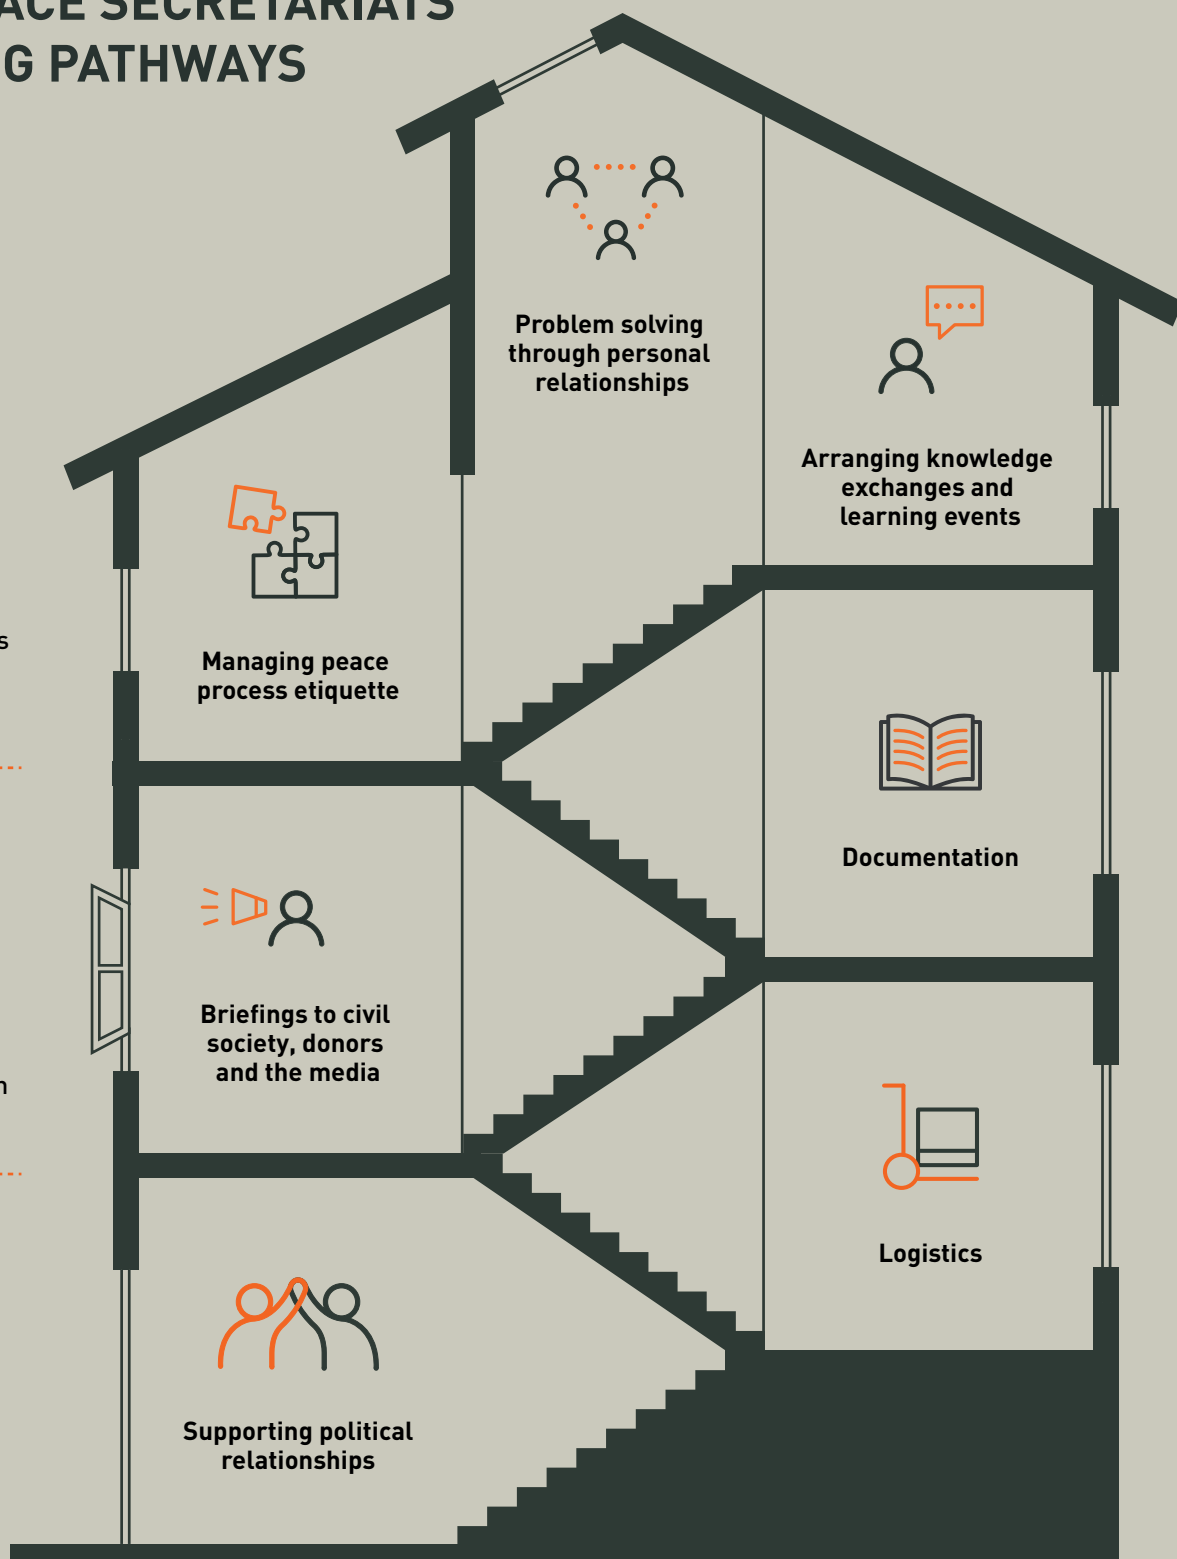 SECRETARIATS
G PATHWAYS
Problem solving
through personal
relationships
Arranging knowledge
exchanges and
learning events
Managing peace
process etiquette
Documentation
Briefings to civil
society, donors
and the media
Logistics
Supporting political
relationships